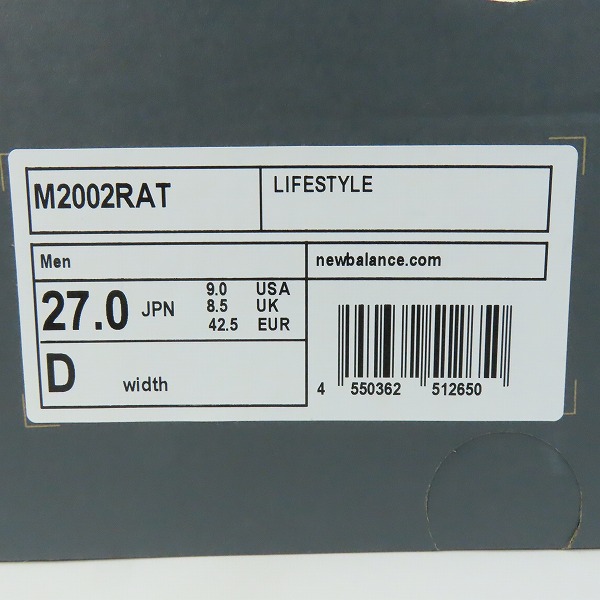 M2002RAT
LIFESTYLE
Men
newbalance.com
27.0 JPN
9.0 USA
8.5 UK
42.5 EUR
D width
4 550362 512650